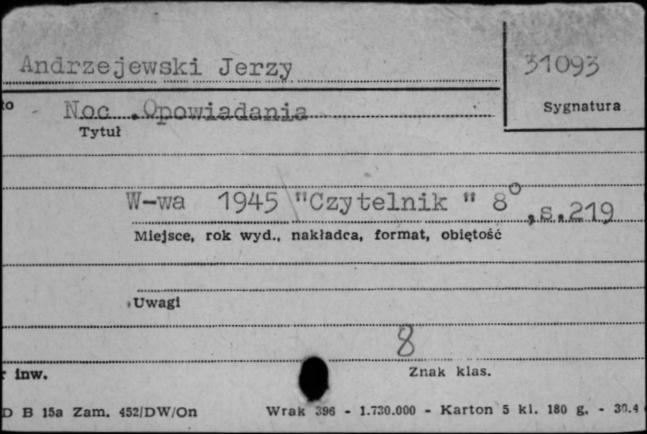 Andrzejewski Jerzy
31093
to
Noc .Opowiadania
Sygnatura
Tytuł
W-wa 1945 "Czytelnik " 8° ,s.219
Miejsce, rok wyd., nakładca, format, objętość
Uwagi
8
r inw.
Znak klas.
D B 15a Zam. 452/DW/On Wrak 396 - 1.730.000 - Karton 5 kl. 180 g. - 30.4